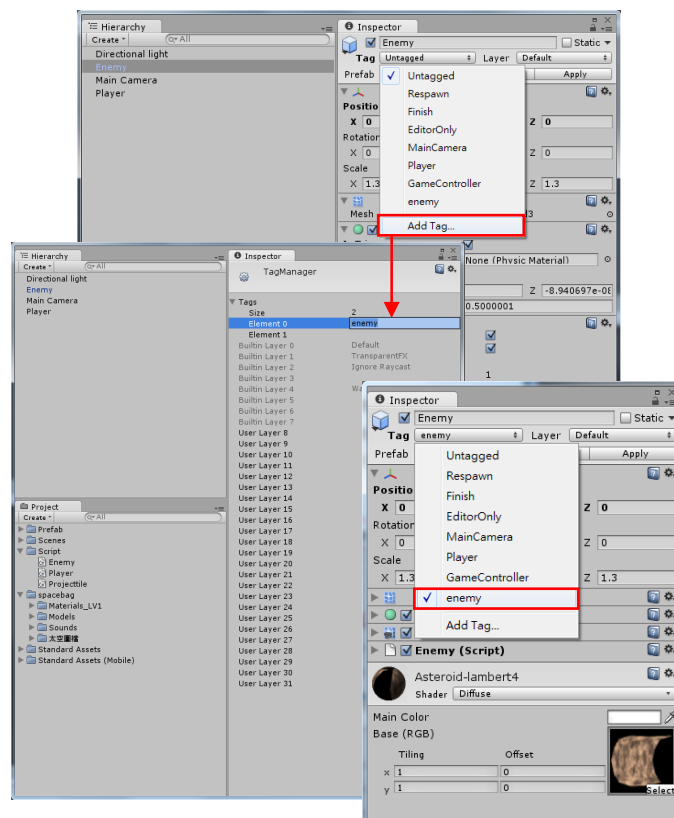 Hierarchy
Create
All
Directional light
Enemy
Main Camera
Player
Inspector
Enemy Static
Tag Untagged Layer Default
Prefab Apply
Untagged
Respawn
Finish
EditorOnly
MainCamera
Player
GameController
enemy
Add Tag...
Positio
X 0 Z 0
Rotation
X 0 Z 0
Scale
X 1.3 Z 1.3
Mesh
None (Physic Material)
Z -8.940697e-08
0.5000001
1
Hierarchy
Create All
Directional light
Enemy
Main Camera
Player
Project
Create All
Prefab
Scenes
Script
Enemy
Player
Projecttile
spacebag
Materials_LV1
Models
Sounds
太空圖檔
Standard Assets
Standard Assets (Mobile)
Inspector
TagManager
Tags
Size 2
Element 0 enemy
Element 1
Builtin Layer 0 Default
Builtin Layer 1 TransparentFX
Builtin Layer 2 Ignore Raycast
Builtin Layer 3
Builtin Layer 4 Wa
Builtin Layer 5
Builtin Layer 6
Builtin Layer 7
User Layer 8
User Layer 9
User Layer 10
User Layer 11
User Layer 12
User Layer 13
User Layer 14
User Layer 15
User Layer 16
User Layer 17
User Layer 18
User Layer 19
User Layer 20
User Layer 21
User Layer 22
User Layer 23
User Layer 24
User Layer 25
User Layer 26
User Layer 27
User Layer 28
User Layer 29
User Layer 30
User Layer 31
Inspector
Enemy Static
Tag enemy Layer Default
Prefab Apply
Untagged
Respawn
Finish
EditorOnly
MainCamera
Player
GameController
enemy
Add Tag...
Positio
X 0 Z 0
Rotation
X 0 Z 0
Scale
X 1.3 Z 1.3
Enemy (Script)
Asteroid-lambert4
Shader Diffuse
Main Color
Base (RGB)
Tiling Offset
x 1 0
y 1 0
Select